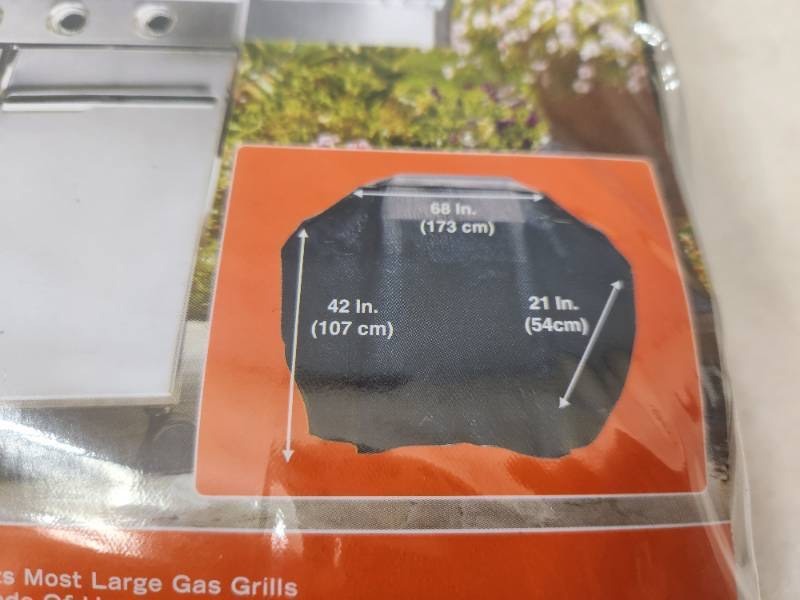 68 In.
(173 cm)
42 In.
(107 cm)
21 In.
(54cm)
Most Large Gas Grills